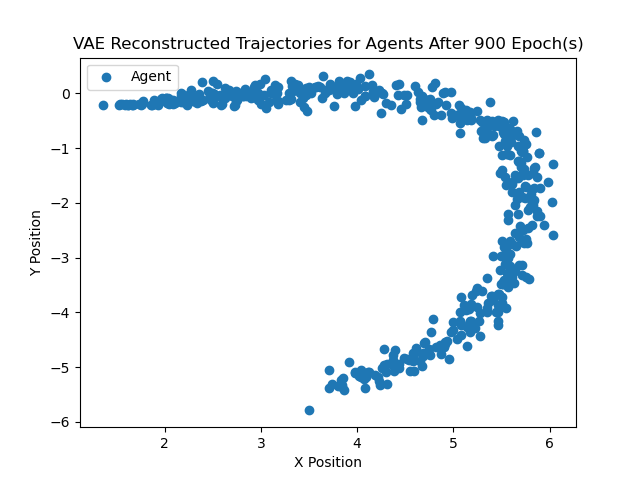 VAE Reconstructed Trajectories for Agents After 900 Epoch(s)
Agent
0
−1
−2
−3
−4
−5
−6
Y Position
2 3 4 5 6
X Position